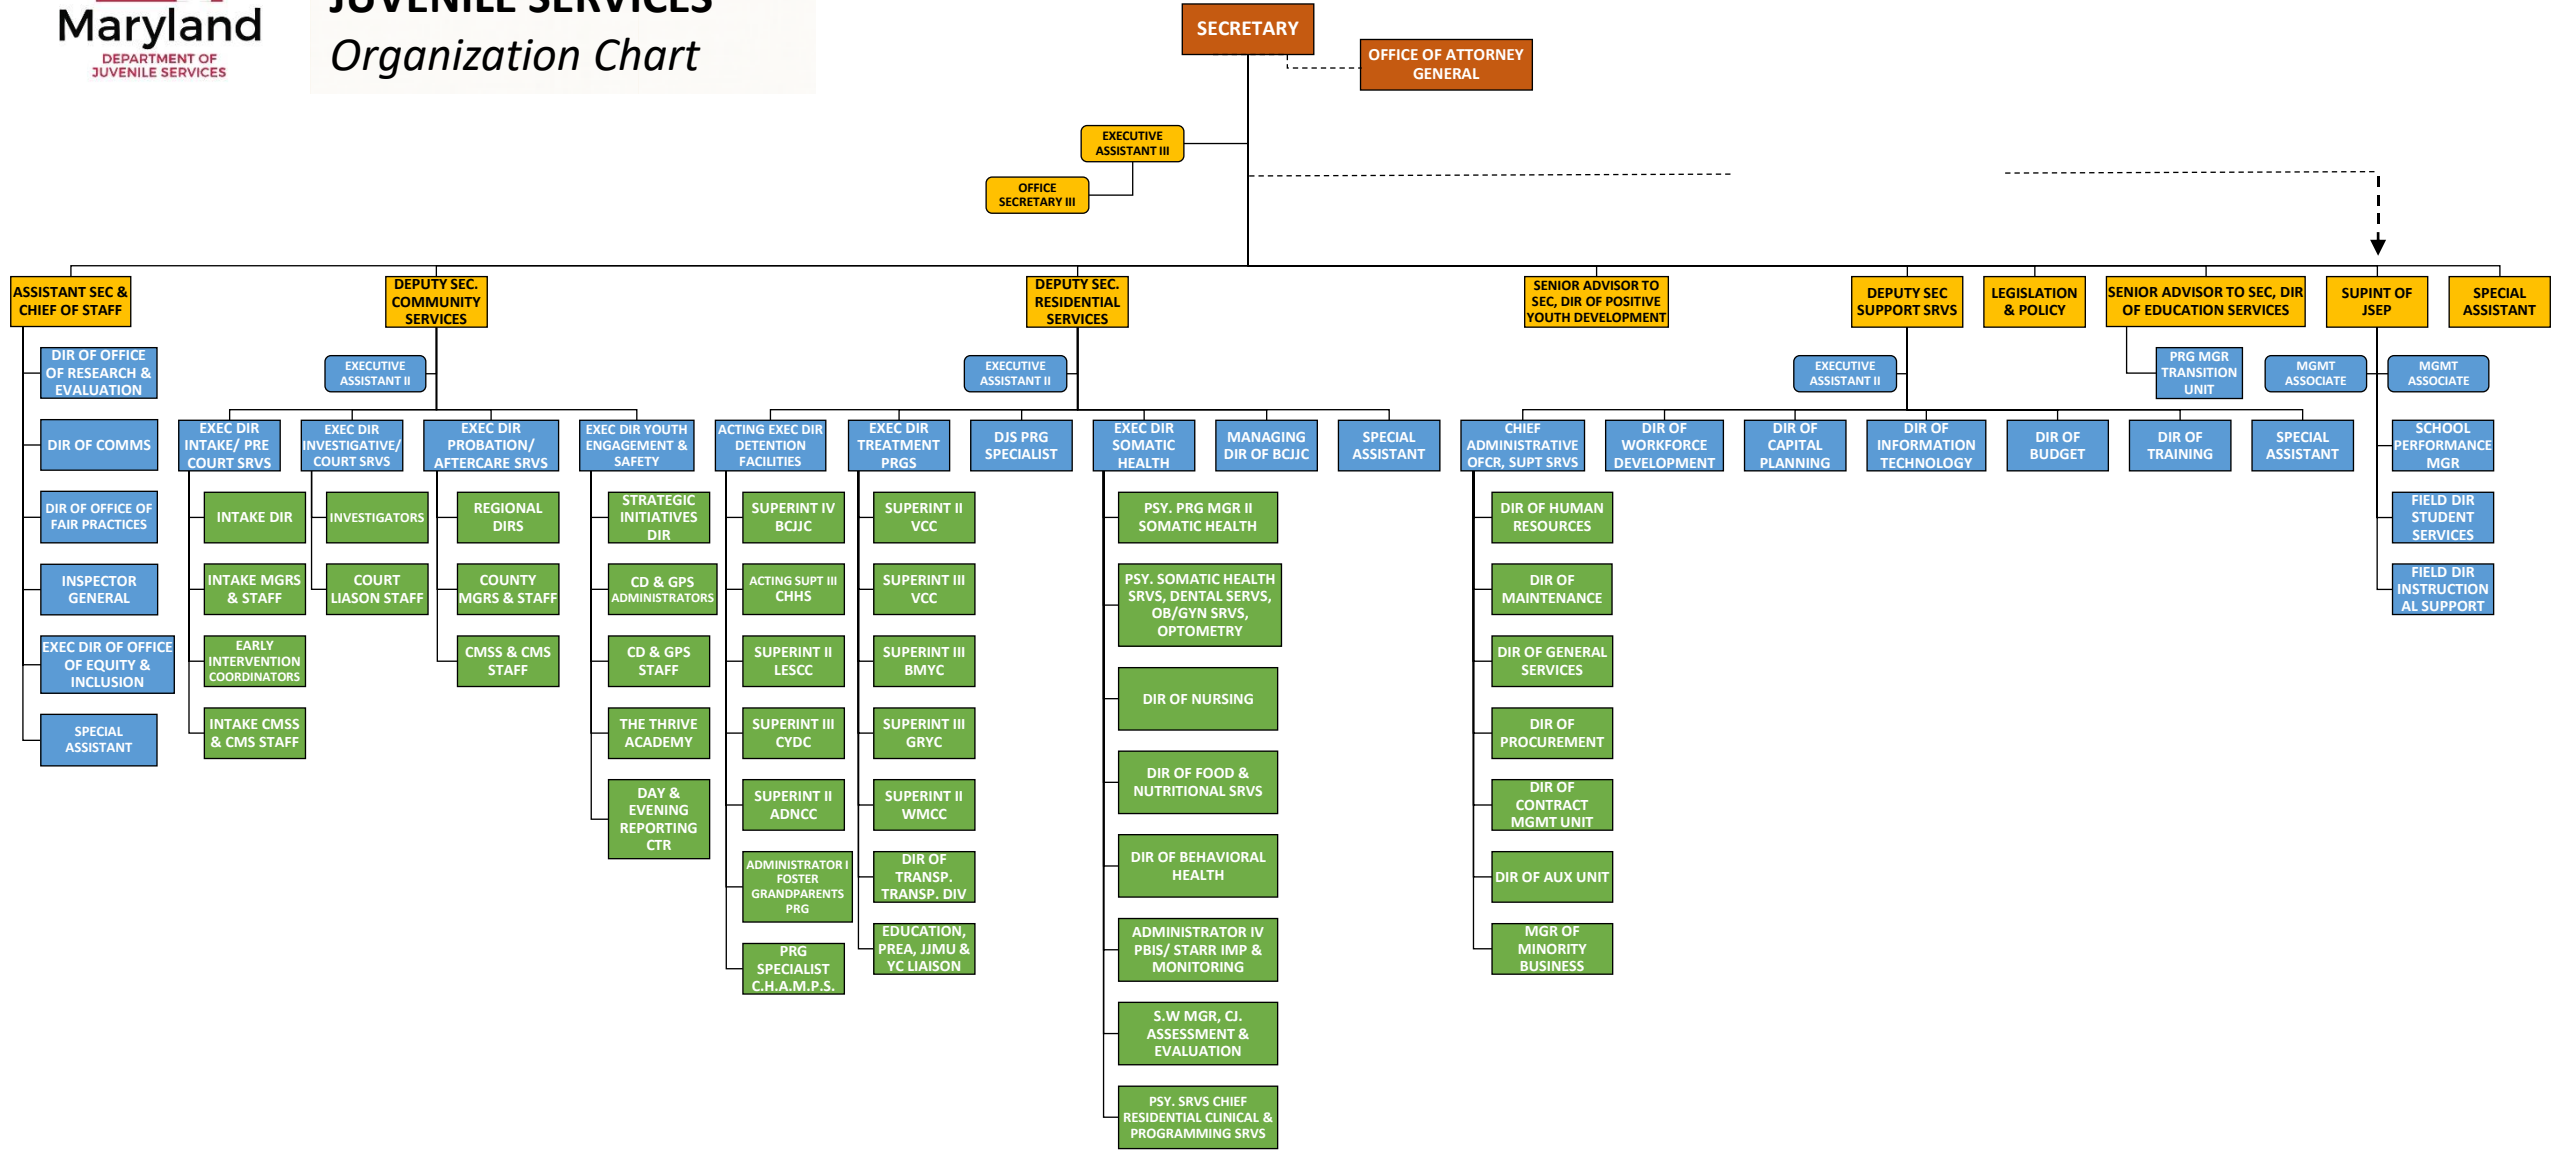 Maryland
DEPARTMENT OF
JUVENILE SERVICES
JUVENILE SERVICES
Organization Chart
SECRETARY
OFFICE OF ATTORNEY
GENERAL
EXECUTIVE
ASSISTANT III
OFFICE
SECRETARY III
ASSISTANT SEC &
CHIEF OF STAFF
DEPUTY SEC.
COMMUNITY
SERVICES
DEPUTY SEC.
RESIDENTIAL
SERVICES
SENIOR ADVISOR TO
SEC, DIR OF POSITIVE
YOUTH DEVELOPMENT
DEPUTY SEC
SUPPORT SRVS
LEGISLATION
& POLICY
SENIOR ADVISOR TO SEC, DIR
OF EDUCATION SERVICES
SUPINT OF
JSEP
SPECIAL
ASSISTANT
DIR OF OFFICE
OF RESEARCH &
EVALUATION
EXECUTIVE
ASSISTANT II
EXECUTIVE
ASSISTANT II
EXECUTIVE
ASSISTANT II
PRG MGR
TRANSITION
UNIT
MGMT
ASSOCIATE
MGMT
ASSOCIATE
DIR OF COMMS
EXEC DIR
INTAKE/ PRE
COURT SRVS
EXEC DIR
INVESTIGATIVE/
COURT SRVS
EXEC DIR
PROBATION/
AFTERCARE SRVS
EXEC DIR YOUTH
ENGAGEMENT &
SAFETY
ACTING EXEC DIR
DETENTION
FACILITIES
EXEC DIR
TREATMENT
PRGS
DJS PRG
SPECIALIST
EXEC DIR
SOMATIC
HEALTH
MANAGING
DIR OF BCJJC
SPECIAL
ASSISTANT
CHIEF
ADMINISTRATIVE
OFCR, SUPT SRVS
DIR OF
WORKFORCE
DEVELOPMENT
DIR OF
CAPITAL
PLANNING
DIR OF
INFORMATION
TECHNOLOGY
DIR OF
BUDGET
DIR OF
TRAINING
SPECIAL
ASSISTANT
SCHOOL
PERFORMANCE
MGR
DIR OF OFFICE OF
FAIR PRACTICES
INSPECTOR
GENERAL
EXEC DIR OF OFFICE
OF EQUITY &
INCLUSION
SPECIAL
ASSISTANT
INTAKE DIR
INTAKE MGRS
& STAFF
EARLY
INTERVENTION
COORDINATORS
INTAKE CMSS
& CMS STAFF
INVESTIGATORS
COURT
LIASON STAFF
REGIONAL
DIRS
COUNTY
MGRS & STAFF
CMSS & CMS
STAFF
STRATEGIC
INITIATIVES
DIR
CD & GPS
ADMINISTRATORS
CD & GPS
STAFF
THE THRIVE
ACADEMY
DAY &
EVENING
REPORTING
CTR
SUPERINT IV
BCJJC
ACTING SUPT III
CHHS
SUPERINT II
LESCC
SUPERINT III
CYDC
SUPERINT II
ADNCC
ADMINISTRATOR I
FOSTER
GRANDPARENTS
PRG
PRG
SPECIALIST
C.H.A.M.P.S.
SUPERINT II
VCC
SUPERINT III
VCC
SUPERINT III
BMYC
SUPERINT III
GRYC
SUPERINT II
WMCC
DIR OF
TRANSP.
TRANSP. DIV
EDUCATION,
PREA, JJMU &
YC LIAISON
PSY. PRG MGR II
SOMATIC HEALTH
PSY. SOMATIC HEALTH
SRVS, DENTAL SERVS,
OB/GYN SRVS,
OPTOMETRY
DIR OF NURSING
DIR OF FOOD &
NUTRITIONAL SRVS
DIR OF BEHAVIORAL
HEALTH
ADMINISTRATOR IV
PBIS/ STARR IMP &
MONITORING
S.W MGR, CJ.
ASSESSMENT &
EVALUATION
PSY. SRVS CHIEF
RESIDENTIAL CLINICAL &
PROGRAMMING SRVS
DIR OF HUMAN
RESOURCES
DIR OF
MAINTENANCE
DIR OF GENERAL
SERVICES
DIR OF
PROCUREMENT
DIR OF
CONTRACT
MGMT UNIT
DIR OF AUX UNIT
MGR OF
MINORITY
BUSINESS
FIELD DIR
STUDENT
SERVICES
FIELD DIR
INSTRUCTION
AL SUPPORT